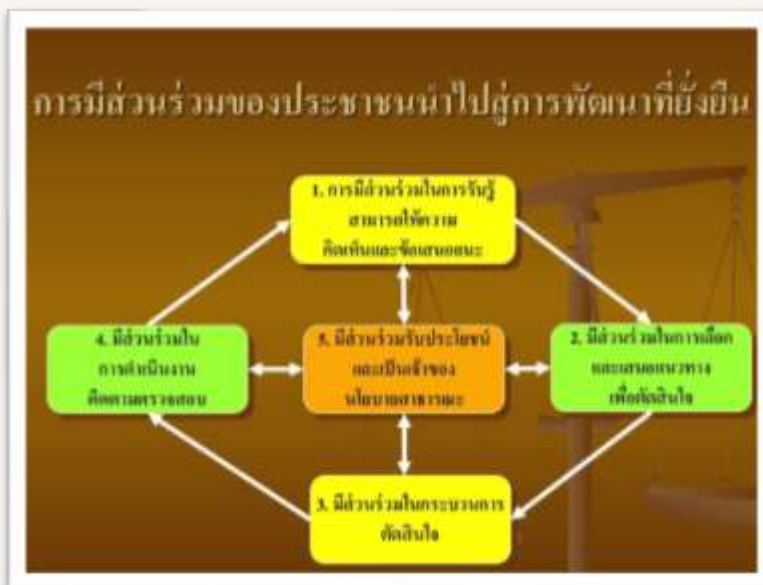 การมีส่วนร่วมของประชาชนนำไปสู่การพัฒนาที่ยั่งยืน
1. การมีส่วนร่วมในการรับรู้
สามารถให้ความ
คิดเห็นและข้อเสนอแนะ
2. มีส่วนร่วมในการเลือก
และเสนอแนวทาง
เพื่อตัดสินใจ
3. มีส่วนร่วมในกระบวนการ
ตัดสินใจ
4. มีส่วนร่วมใน
การดำเนินงาน
ติดตามตรวจสอบ
5. มีส่วนร่วมรับประโยชน์
และเป็นเจ้าของ
นโยบายสาธารณะ